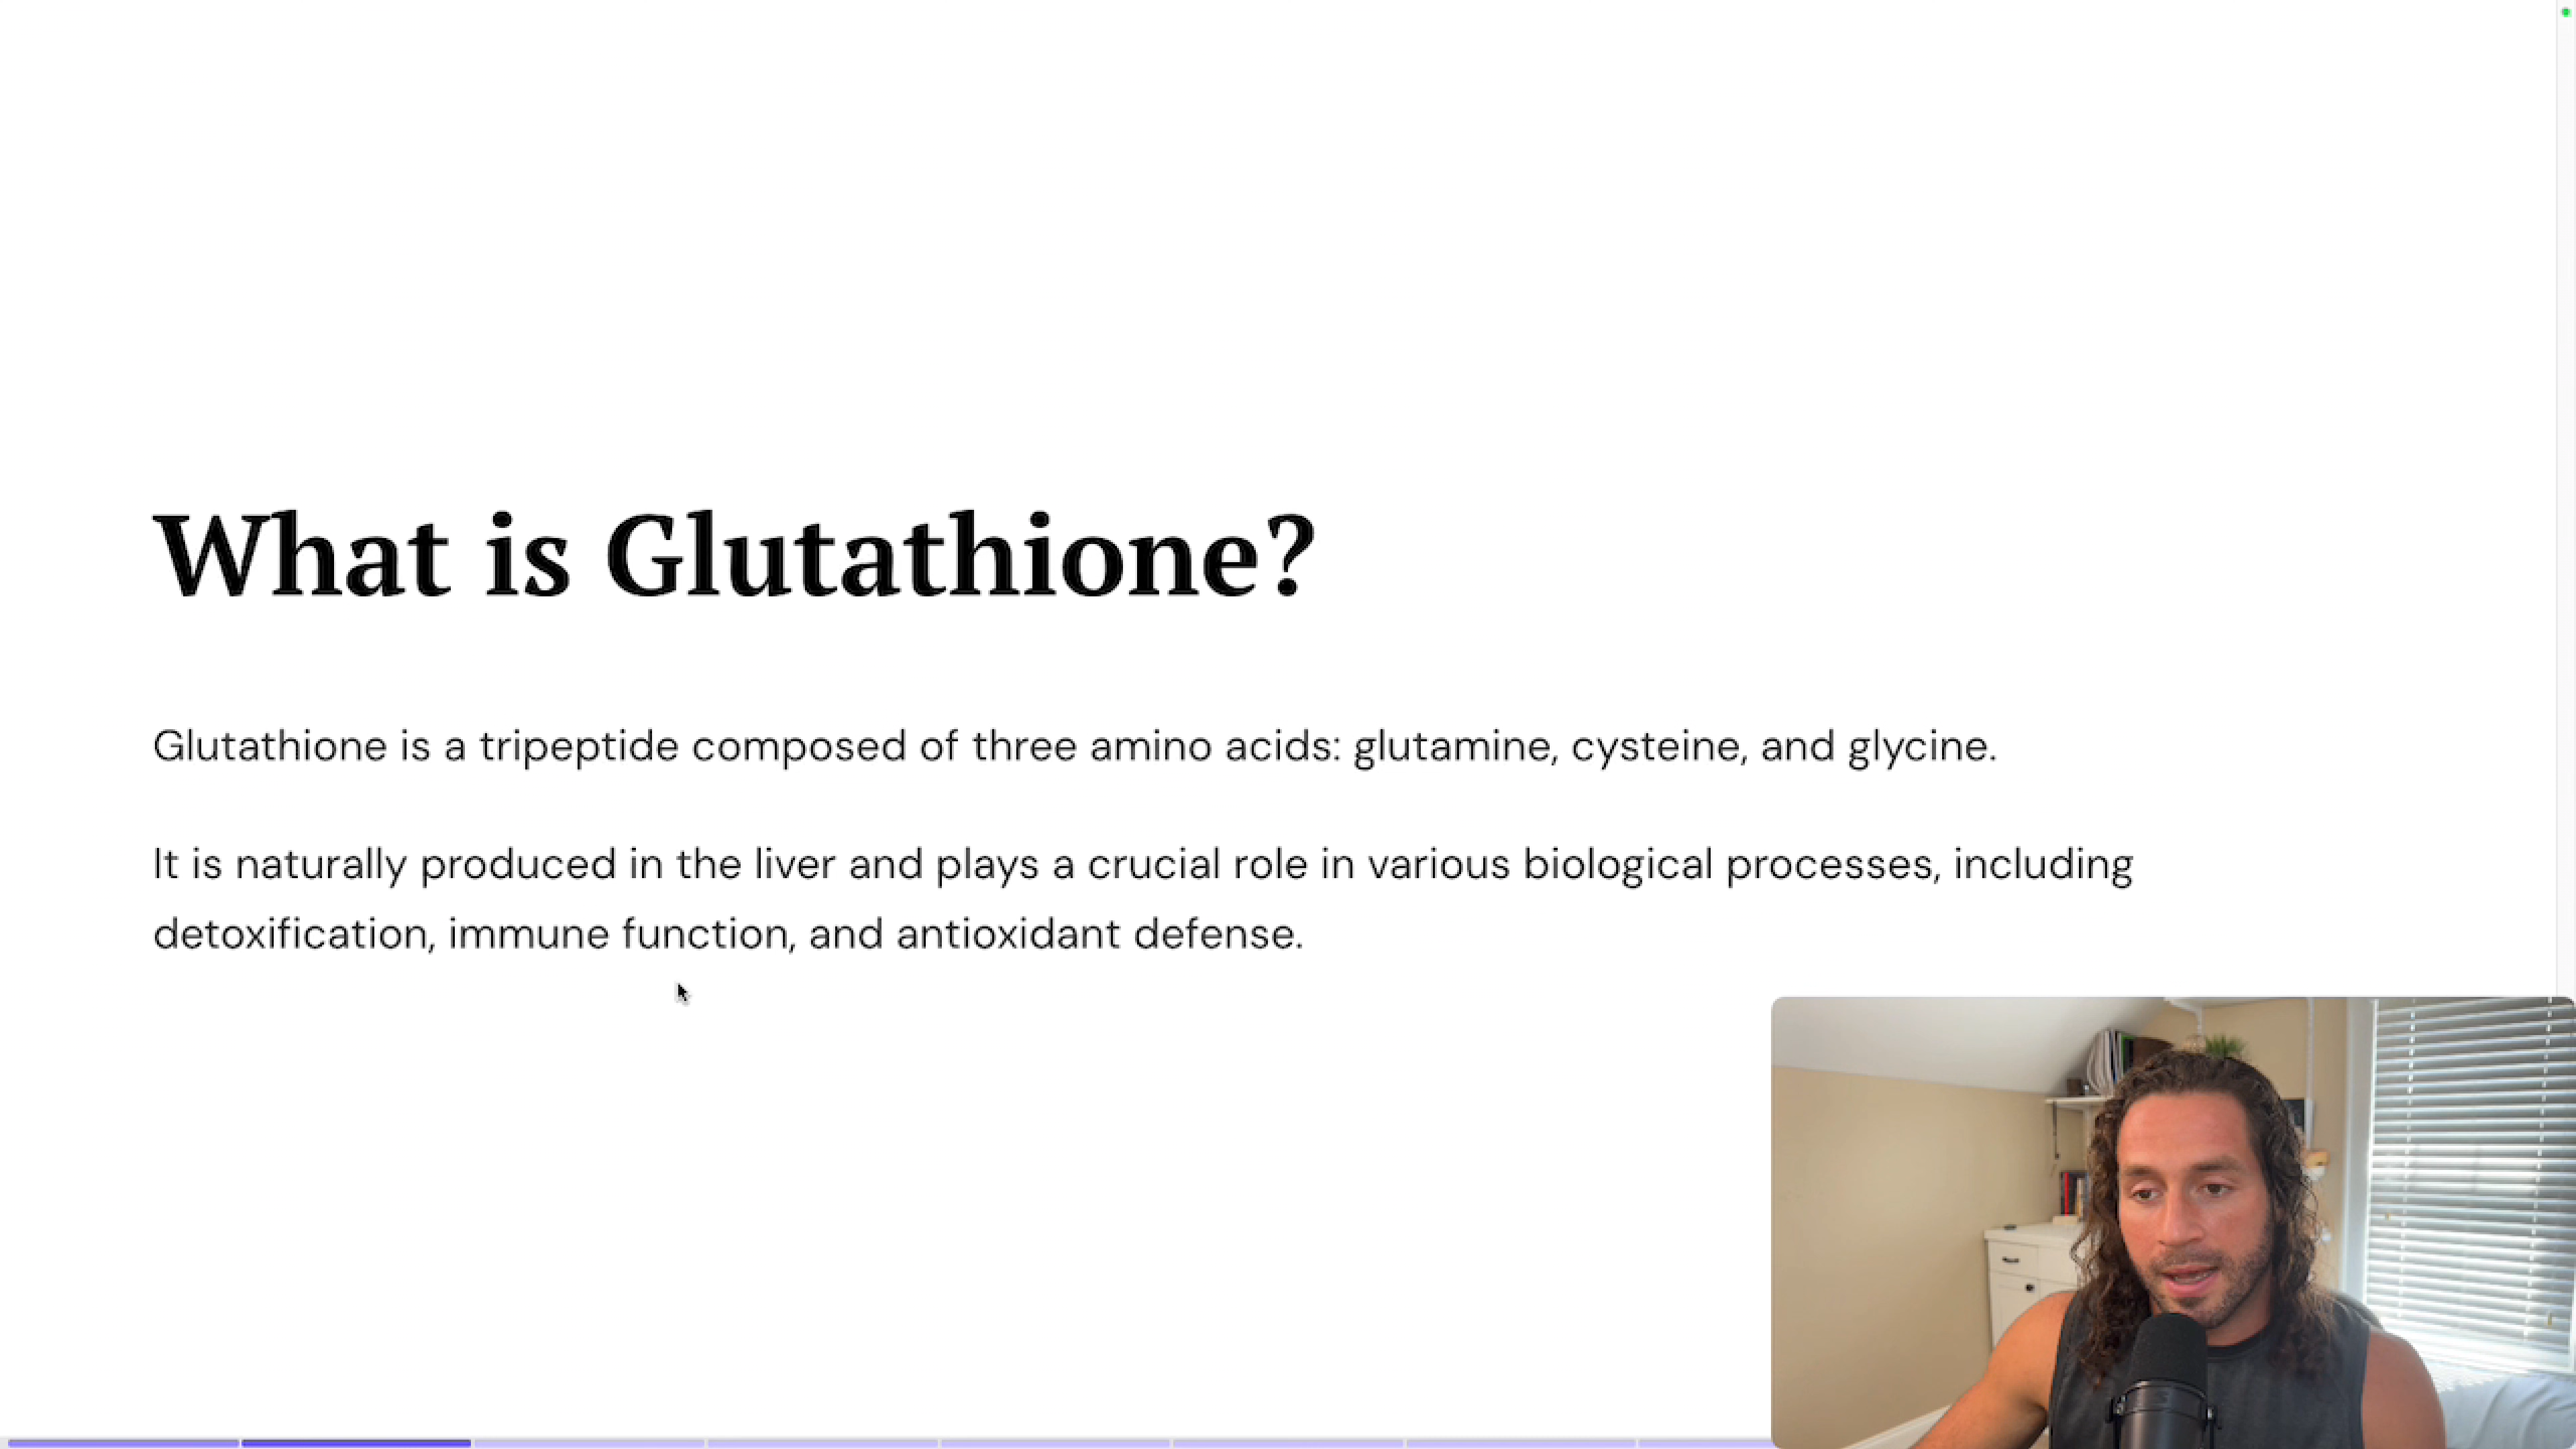 What is Glutathione?
Glutathione is a tripeptide composed of three amino acids: glutamine, cysteine, and glycine.
It is naturally produced in the liver and plays a crucial role in various biological processes, including
detoxification, immune function, and antioxidant defense.